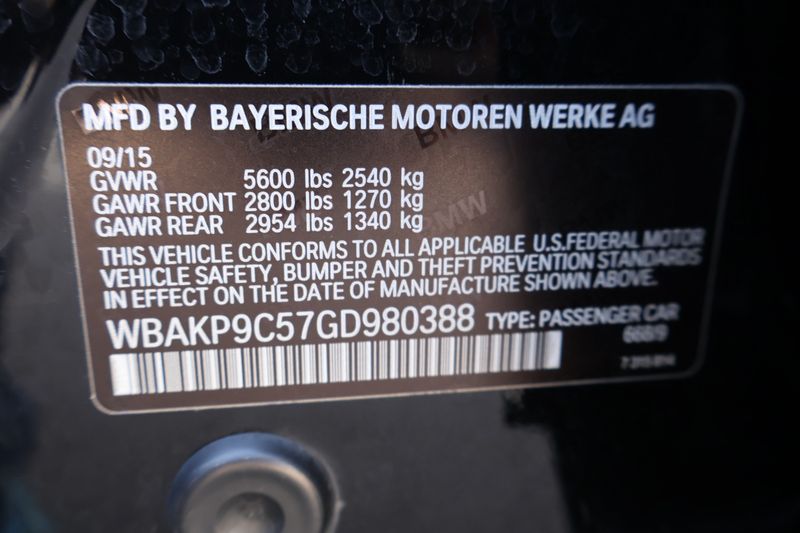 MFD BY BAYERISCHE MOTOREN WERKE AG
09/15
GVWR 5600 lbs 2540 kg
GAWR FRONT 2800 lbs 1270 kg
GAWR REAR 2954 lbs 1340 kg
THIS VEHICLE CONFORMS TO ALL APPLICABLE U.S.FEDERAL MOTOR
VEHICLE SAFETY, BUMPER AND THEFT PREVENTION STANDARDS
IN EFFECT ON THE DATE OF MANUFACTURE SHOWN ABOVE.
WBAKP9C57GD980388 TYPE: PASSENGER CAR